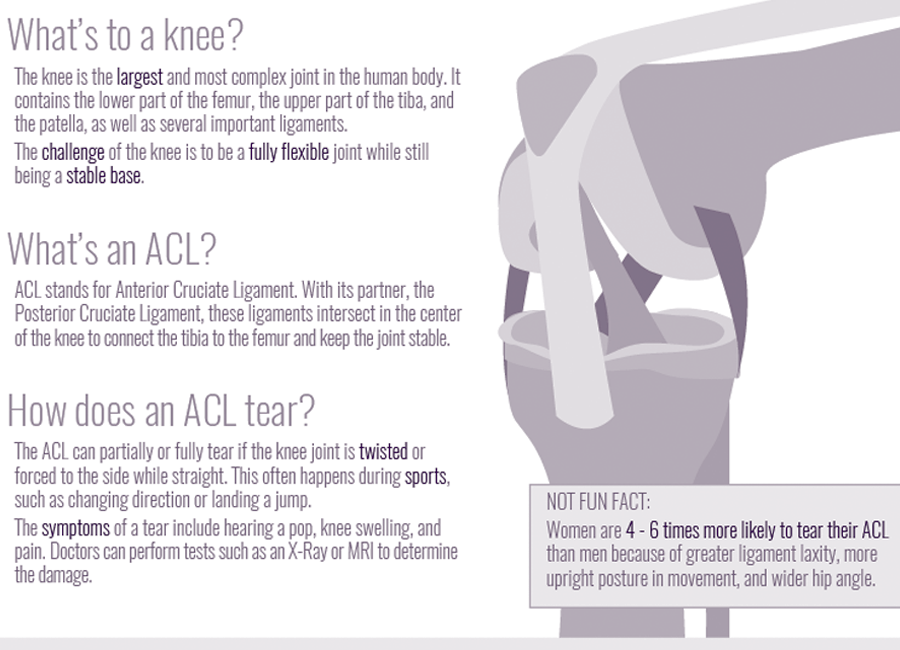 What's to a knee?
The knee is the largest and most complex joint in the human body. It
contains the lower part of the femur, the upper part of the tiba, and
the patella, as well as several important ligaments.
The challenge of the knee is to be a fully flexible joint while still
being a stable base.
What's an ACL?
ACL stands for Anterior Cruciate Ligament. With its partner, the
Posterior Cruciate Ligament, these ligaments intersect in the center
of the knee to connect the tibia to the femur and keep the joint stable.
How does an ACL tear?
The ACL can partially or fully tear if the knee joint is twisted or
forced to the side while straight. This often happens during sports,
such as changing direction or landing a jump.
The symptoms of a tear include hearing a pop, knee swelling, and
pain. Doctors can perform tests such as an X-Ray or MRI to determine
the damage.
NOT FUN FACT:
Women are 4 - 6 times more likely to tear their ACL
than men because of greater ligament laxity, more
upright posture in movement, and wider hip angle.